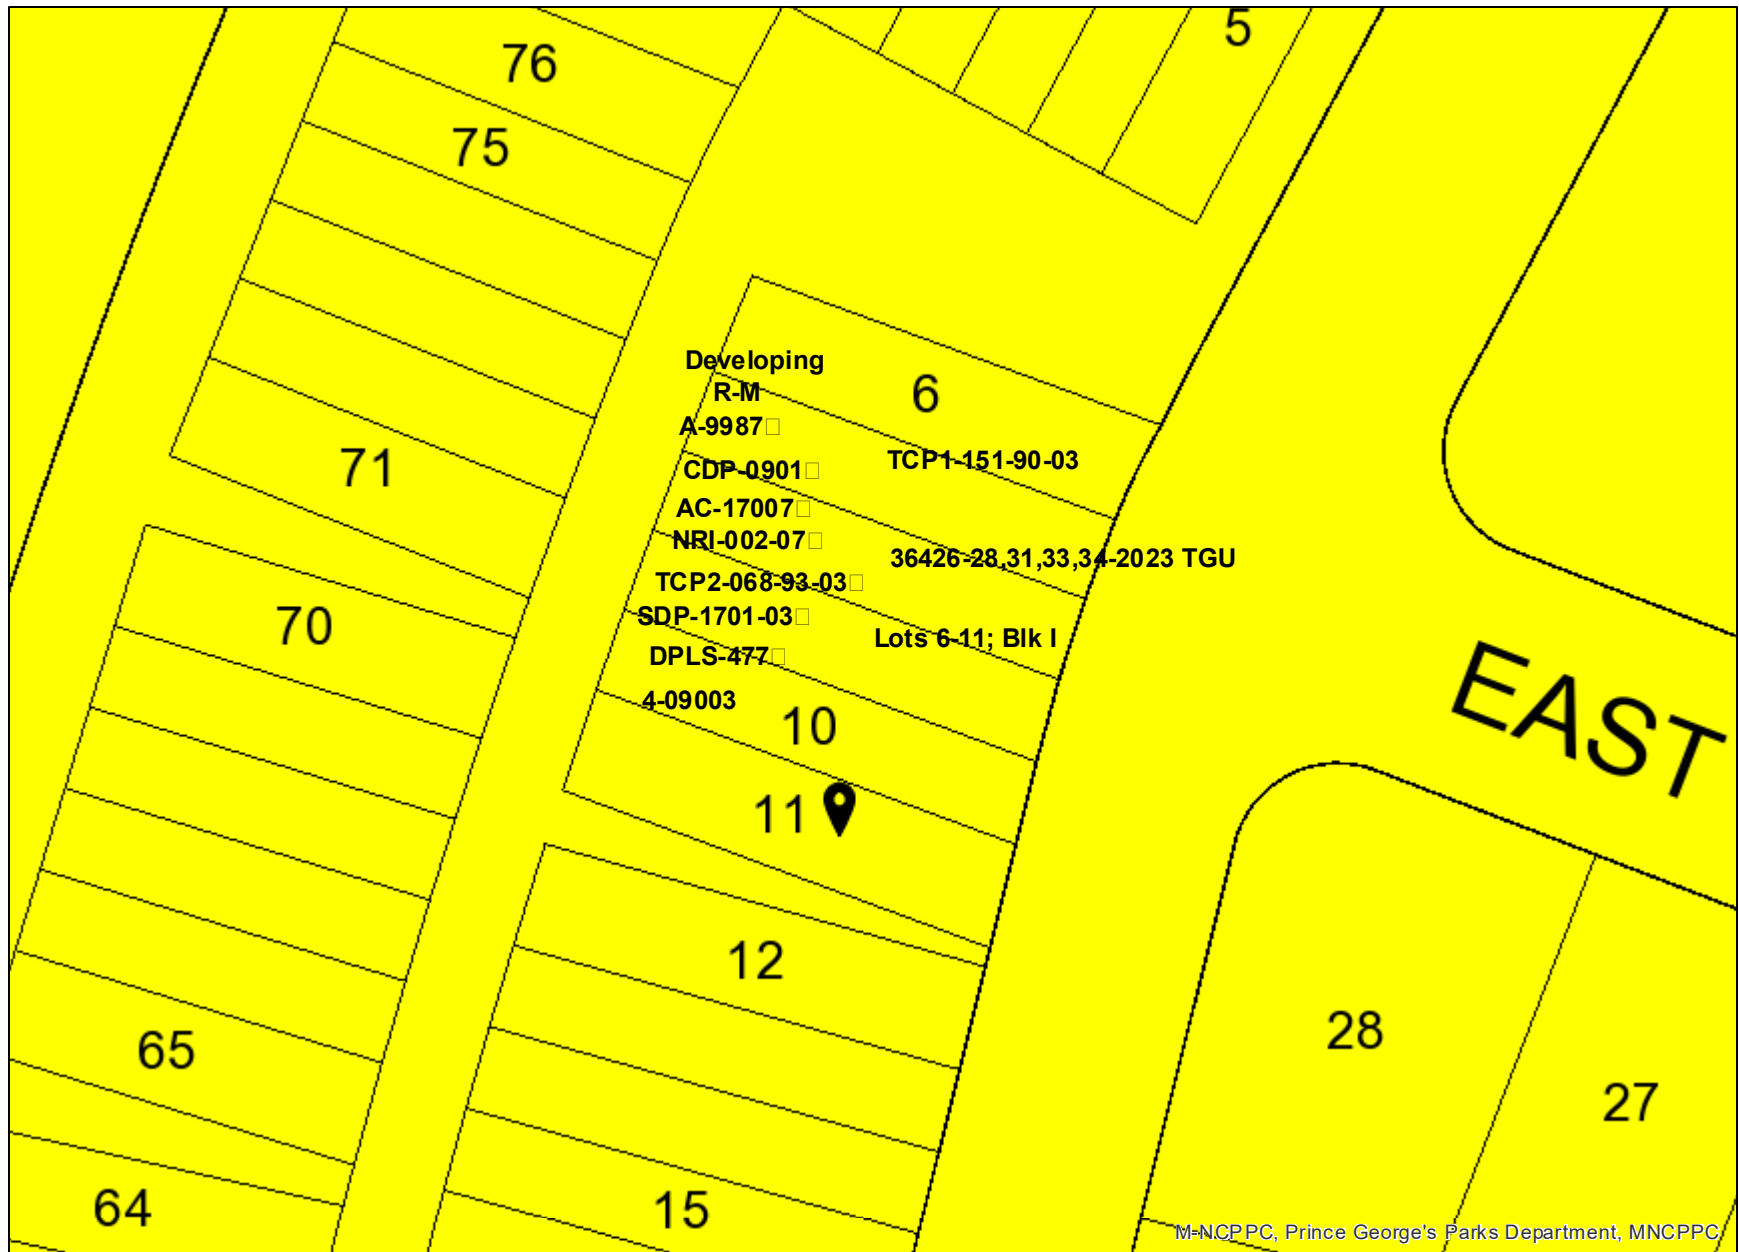 5
76
75
Developing
R-M
6
A-9987
TCP1-151-90-03
71
CDP-0901
AC-17007
NRI-002-07
36426-28,31,33,34-2023 TGU
TCP2-068-93-03
SDP-1701-03
70
Lots 6-11; Blk I
DPLS-477
4-09003
10
EAST
11
12
28
65
27
64
15
M-NCPPC, Prince George's Parks Department, MNCPPC